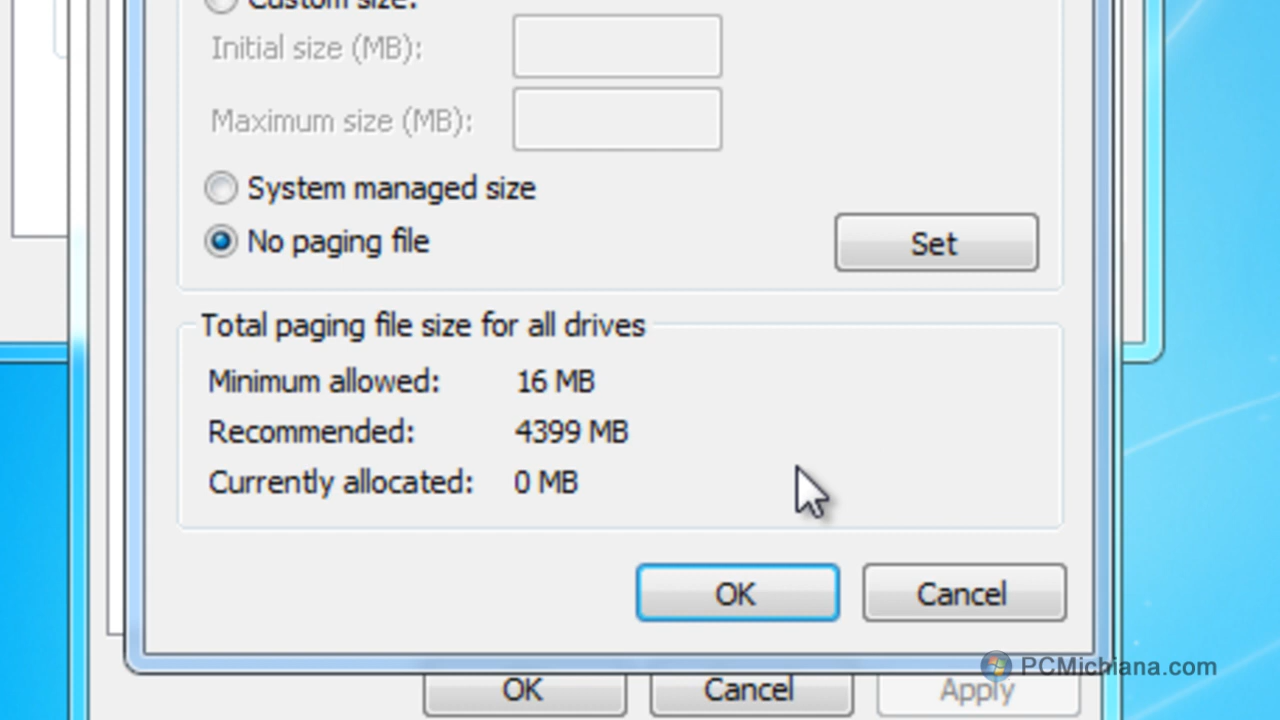 Custom size:
Initial size (MB):
Maximum size (MB):
System managed size
No paging file
Set
Total paging file size for all drives
Minimum allowed: 16 MB
Recommended: 4399 MB
Currently allocated: 0 MB
OK Cancel
PCMichiana.com
OK Cancel Apply